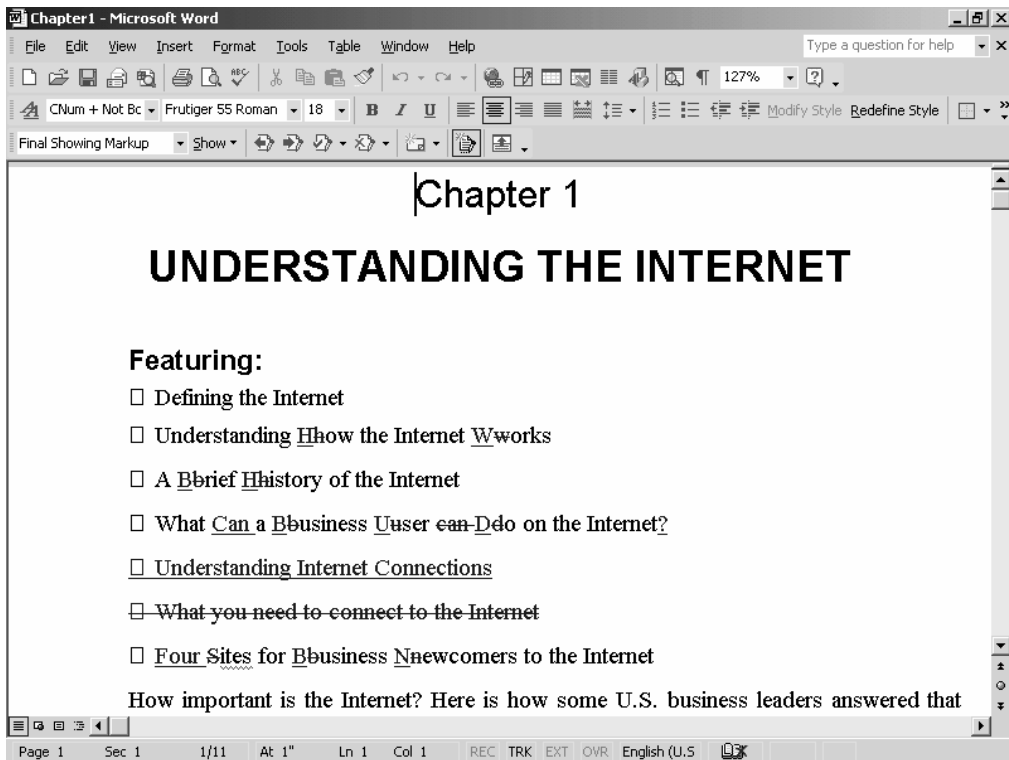 Chapter1 - Microsoft Word
File Edit View Insert Format Tools Table Window Help Type a question for help
ABC 127%
CNum + Not Bc Frutiger 55 Roman 18 B I U Modify Style Redefine Style
Final Showing Markup Show
Chapter 1
UNDERSTANDING THE INTERNET
Featuring:
Defining the Internet
Understanding Hhow the Internet Wworks
A Bbrief Hhistory of the Internet
What Can a Bbusiness Uuser can Ddo on the Internet?
Understanding Internet Connections
What you need to connect to the Internet
Four Sites for Bbusiness Nnewcomers to the Internet
How important is the Internet? Here is how some U.S. business leaders answered that
Page 1 Sec 1 1/11 At 1" Ln 1 Col 1 REC TRK EXT OVR English (U.S